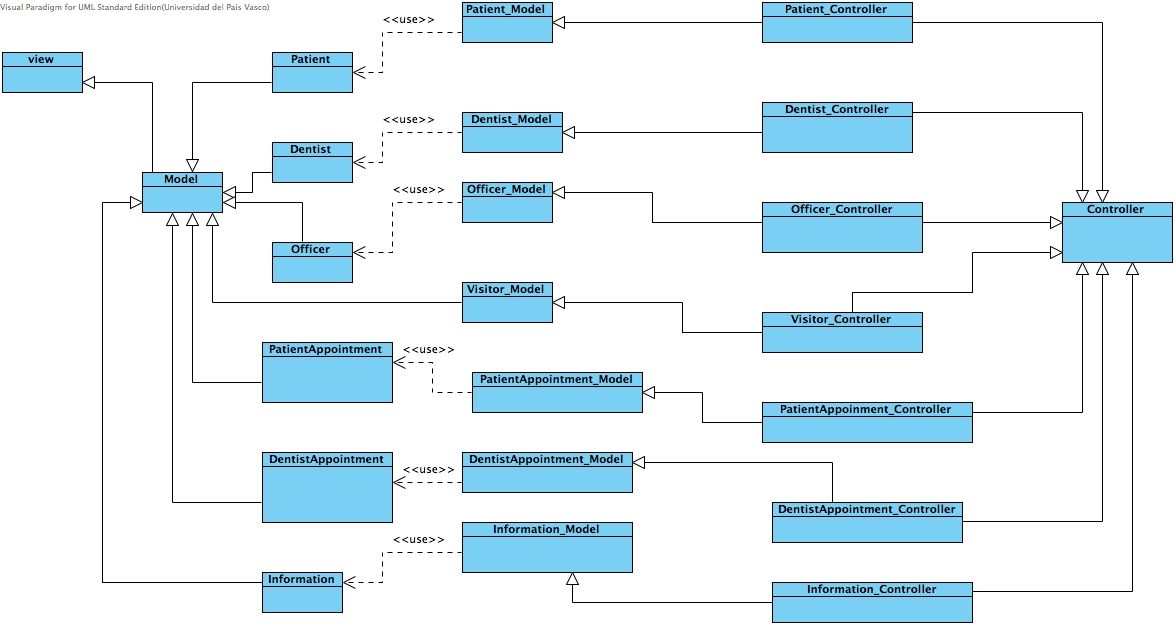 Visual Paradigm for UML Standard Edition(Universidad del Pais Vasco)
Patient_Model
Patient_Controller
<<use>>
view
Patient
Dentist_Controller
<<use>>
Dentist_Model
Dentist
Model
<<use>>
Officer_Model
Officer_Controller
Controller
Officer
Visitor_Model
Visitor_Controller
PatientAppointment
<<use>>
PatientAppointment_Model
PatientAppoinment_Controller
DentistAppointment
<<use>>
DentistAppointment_Model
DentistAppointment_Controller
Information_Model
<<use>>
Information
Information_Controller